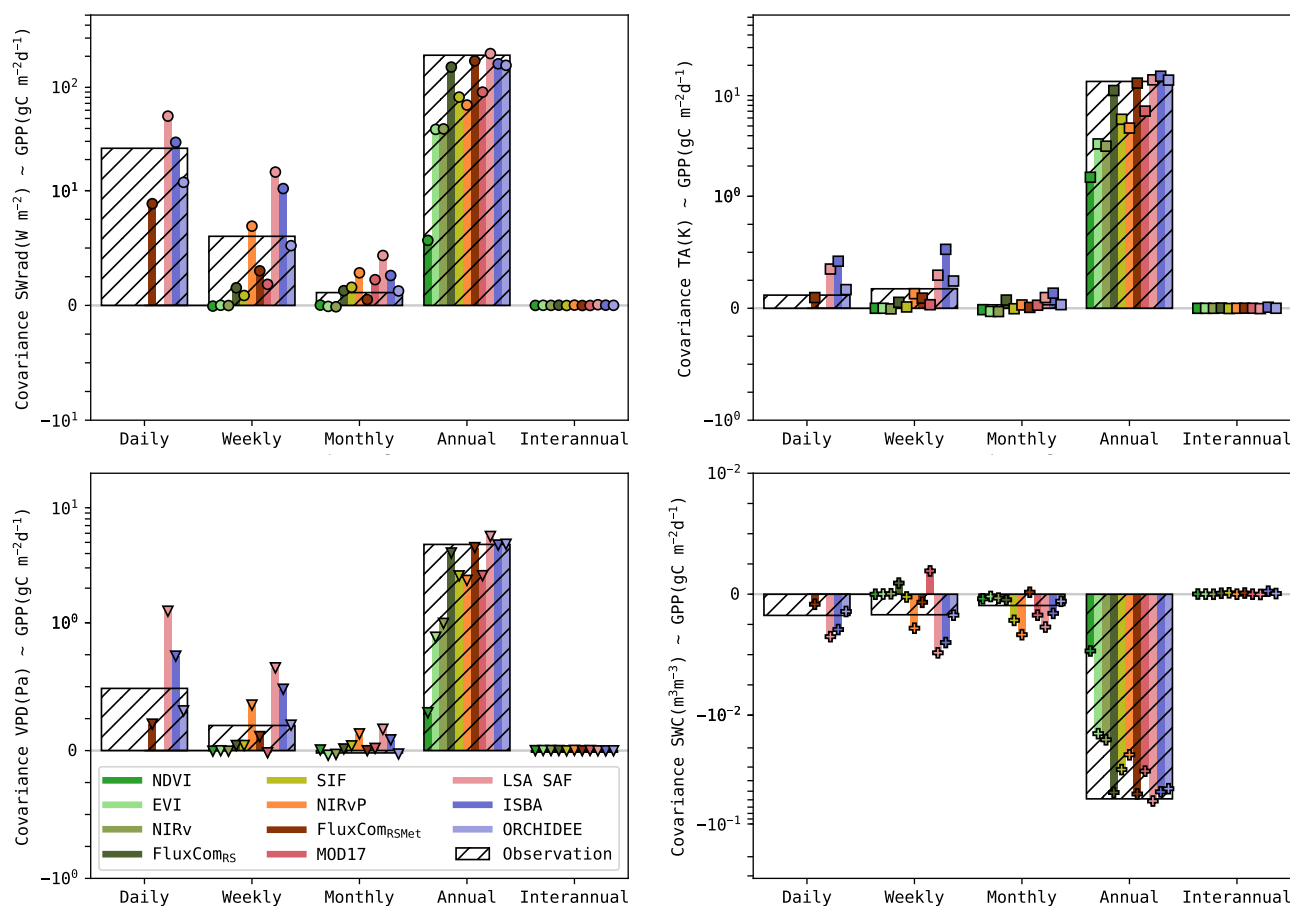 Covariance SWrad(W m⁻²) ~ GPP(gC m⁻²d⁻¹)
10²
10¹
0
−10¹
Daily Weekly Monthly Annual Interannual
Covariance TA(K) ~ GPP(gC m⁻²d⁻¹)
10¹
10⁰
0
−10⁰
Daily Weekly Monthly Annual Interannual
Covariance VPD(Pa) ~ GPP(gC m⁻²d⁻¹)
10¹
10⁰
0
−10⁰
NDVI SIF LSA SAF
EVI NIRvP ISBA
NIRv FluxCom_RSMet ORCHIDEE
FluxCom_RS MOD17 Observation
Daily Weekly Monthly Annual Interannual
Covariance SWC(m³m⁻³) ~ GPP(gC m⁻²d⁻¹)
10⁻²
0
−10⁻²
−10⁻¹
Daily Weekly Monthly Annual Interannual